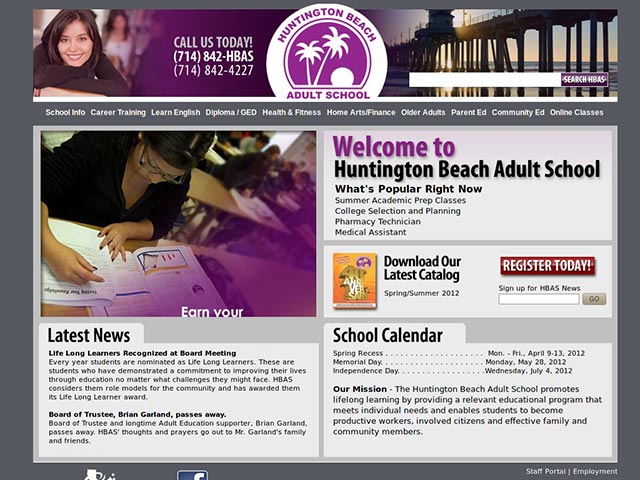 CALL US TODAY!
(714) 842-HBAS
(714) 842-4227
HUNTINGTON BEACH
ADULT SCHOOL
SEARCH HBAS
School Info Career Training Learn English Diploma / GED Health & Fitness Home Arts/Finance Older Adults Parent Ed Community Ed Online Classes
Earn your
Welcome to
Huntington Beach Adult School
What's Popular Right Now
Summer Academic Prep Classes
College Selection and Planning
Pharmacy Technician
Medical Assistant
Download Our
Latest Catalog
Spring/Summer 2012
REGISTER TODAY!
Sign up for HBAS News
GO
Latest News
Life Long Learners Recognized at Board Meeting
Every year students are nominated as Life Long Learners. These are
students who have demonstrated a commitment to improving their lives
through education no matter what challenges they might face. HBAS
considers them role models for the community and has awarded them
its Life Long Learner award.
Board of Trustee, Brian Garland, passes away.
Board of Trustee and longtime Adult Education supporter, Brian Garland,
passes away. HBAS' thoughts and prayers go out to Mr. Garland's family
and friends.
School Calendar
Spring Recess . . . . . . . . . . . . . . . . . . . . . Mon. - Fri., April 9-13, 2012
Memorial Day. . . . . . . . . . . . . . . . . . . . . . Monday, May 28, 2012
Independence Day. . . . . . . . . . . . . . . . . .Wednesday, July 4, 2012
Our Mission - The Huntington Beach Adult School promotes
lifelong learning by providing a relevant educational program that
meets individual needs and enables students to become
productive workers, involved citizens and effective family and
community members.
Staff Portal | Employment